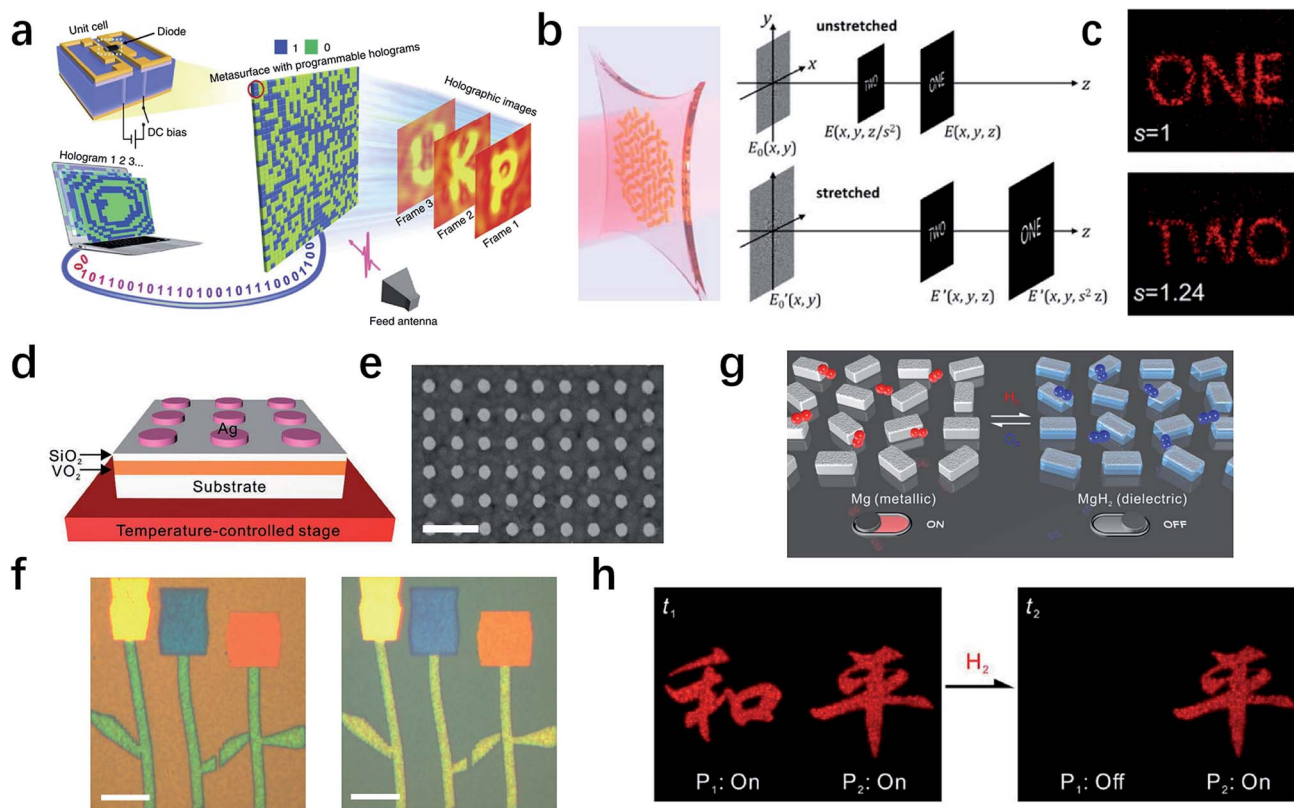 a
Unit cell
Diode
DC bias
1 0
Metasurface with programmable holograms
Holographic images
Frame 3
Frame 2
Frame 1
Hologram 1 2 3...
Feed antenna
b
unstretched
y
x
z
TWO
ONE
E₀(x, y)
E(x, y, z/s²)
E(x, y, z)
stretched
z
TWO
ONE
E₀'(x, y)
E'(x, y, z)
E'(x, y, s² z)
c
ONE
s=1
TWO
s=1.24
d
Ag
SiO₂
VO₂
Substrate
Temperature-controlled stage
e
f
g
H₂
O₂
Mg (metallic)
ON
MgH₂ (dielectric)
OFF
h
t₁
和 平
P₁: On P₂: On
H₂
t₂
平
P₁: Off P₂: On